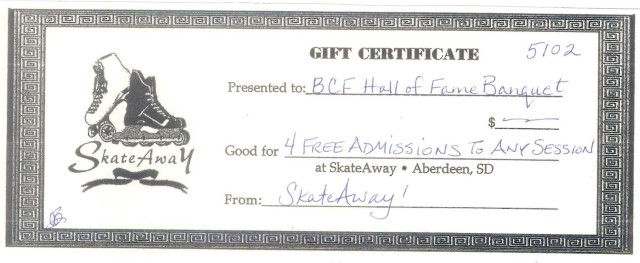 GIFT CERTIFICATE 5102
Presented to: BCF Hall of Fame Banquet
$
SkateAway
Good for 4 FREE ADMISSIONS TO ANY SESSION
at SkateAway • Aberdeen, SD
From: SkateAway!